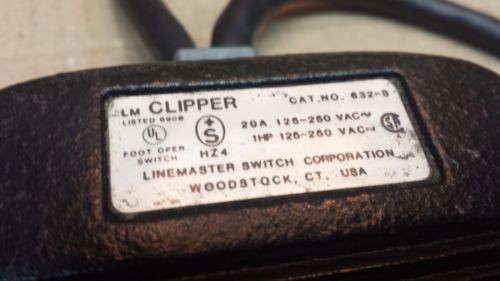 LM CLIPPER CAT. NO. 632-S
LISTED 690B
UL
20A 125-250 VAC~
FOOT OPER. SWITCH
S
HZ4
1HP 125-250 VAC~
SA
LINEMASTER SWITCH CORPORATION
WOODSTOCK, CT. USA